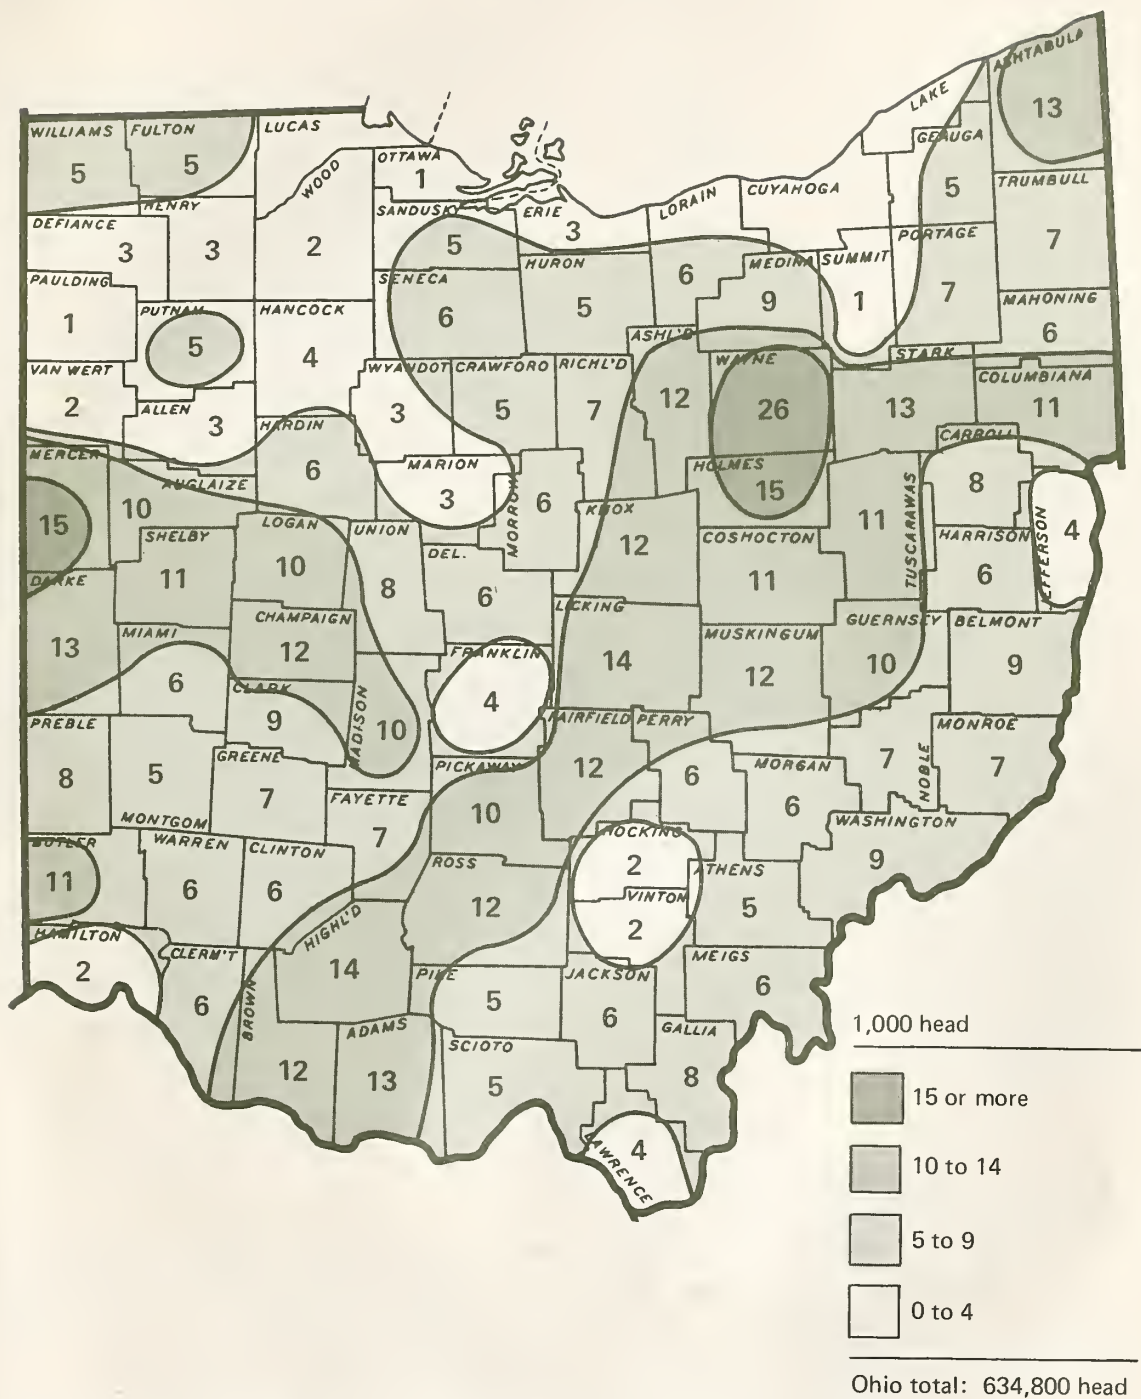 WILLIAMS
5
FULTON
5
LUCAS
WOOD
2
OTTAWA
1
SANDUSKY
5
ERIE
3
LORAIN
6
CUYAHOGA
LAKE
GEAUGA
5
ASHTABULA
13
TRUMBULL
7
DEFIANCE
3
HENRY
3
SENECA
6
HURON
5
MEDINA
9
SUMMIT
1
PORTAGE
7
MAHONING
6
PAULDING
1
PUTNAM
5
HANCOCK
4
VAN WERT
2
ALLEN
3
WYANDOT
3
CRAWFORD
5
RICHL'D
7
ASHL'D
12
WAYNE
26
STARK
13
COLUMBIANA
11
MERCER
15
AUGLAIZE
10
HARDIN
6
MARION
3
MORROW
6
KNOX
12
HOLMES
15
TUSCARAWAS
11
CARROLL
8
JEFFERSON
4
HARRISON
6
DARKE
13
SHELBY
11
LOGAN
10
UNION
8
DEL.
6
COSHOCTON
11
MIAMI
6
CHAMPAIGN
12
LICKING
14
MUSKINGUM
12
GUERNSEY
10
BELMONT
9
CLARK
9
MADISON
10
FRANKLIN
4
PREBLE
8
MONTGOM
5
GREENE
7
FAYETTE
7
PICKAWAY
10
FAIRFIELD
12
PERRY
6
MORGAN
6
NOBLE
7
MONROE
7
WASHINGTON
9
BUTLER
11
WARREN
6
CLINTON
6
ROSS
12
HOCKING
2
VINTON
2
ATHENS
5
HAMILTON
2
CLERM'T
6
BROWN
12
HIGHL'D
14
ADAMS
13
PIKE
5
JACKSON
6
MEIGS
6
SCIOTO
5
GALLIA
8
LAWRENCE
4
1,000 head
15 or more
10 to 14
5 to 9
0 to 4
Ohio total: 634,800 head